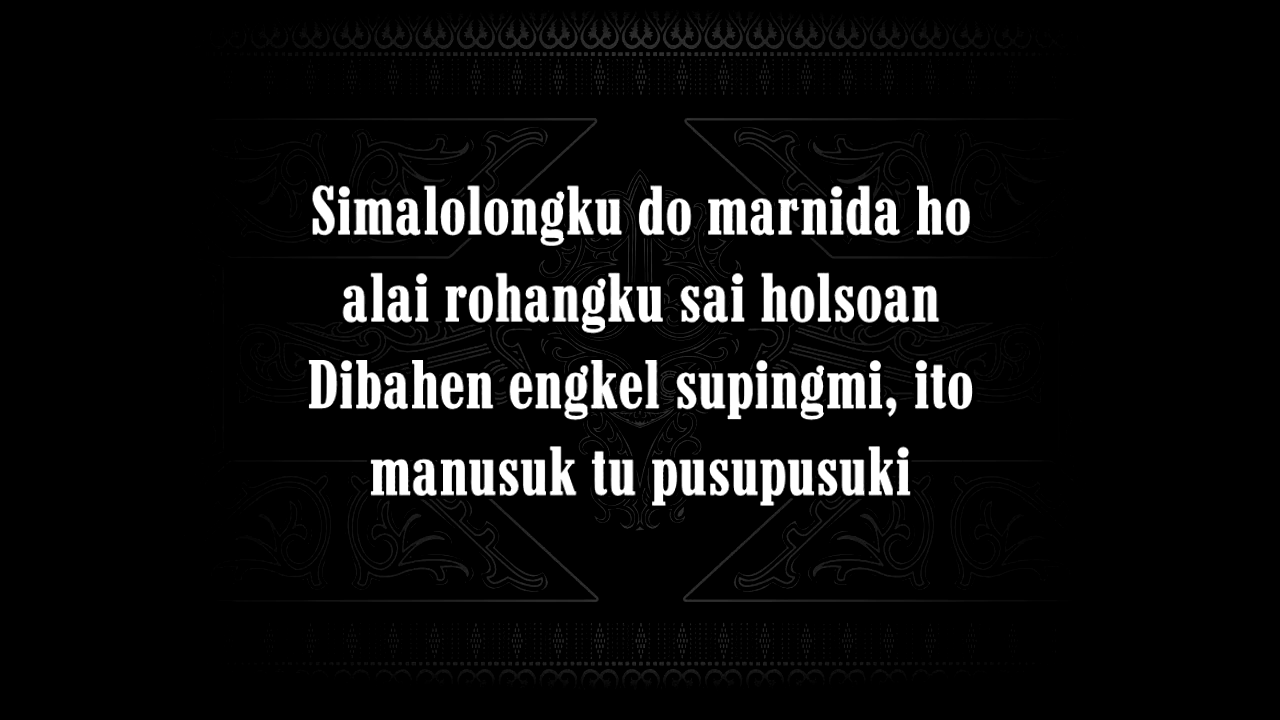 Simalolongku do marnida ho
alai rohangku sai holsoan
Dibahen engkel supingmi, ito
manusuk tu pusupusuki